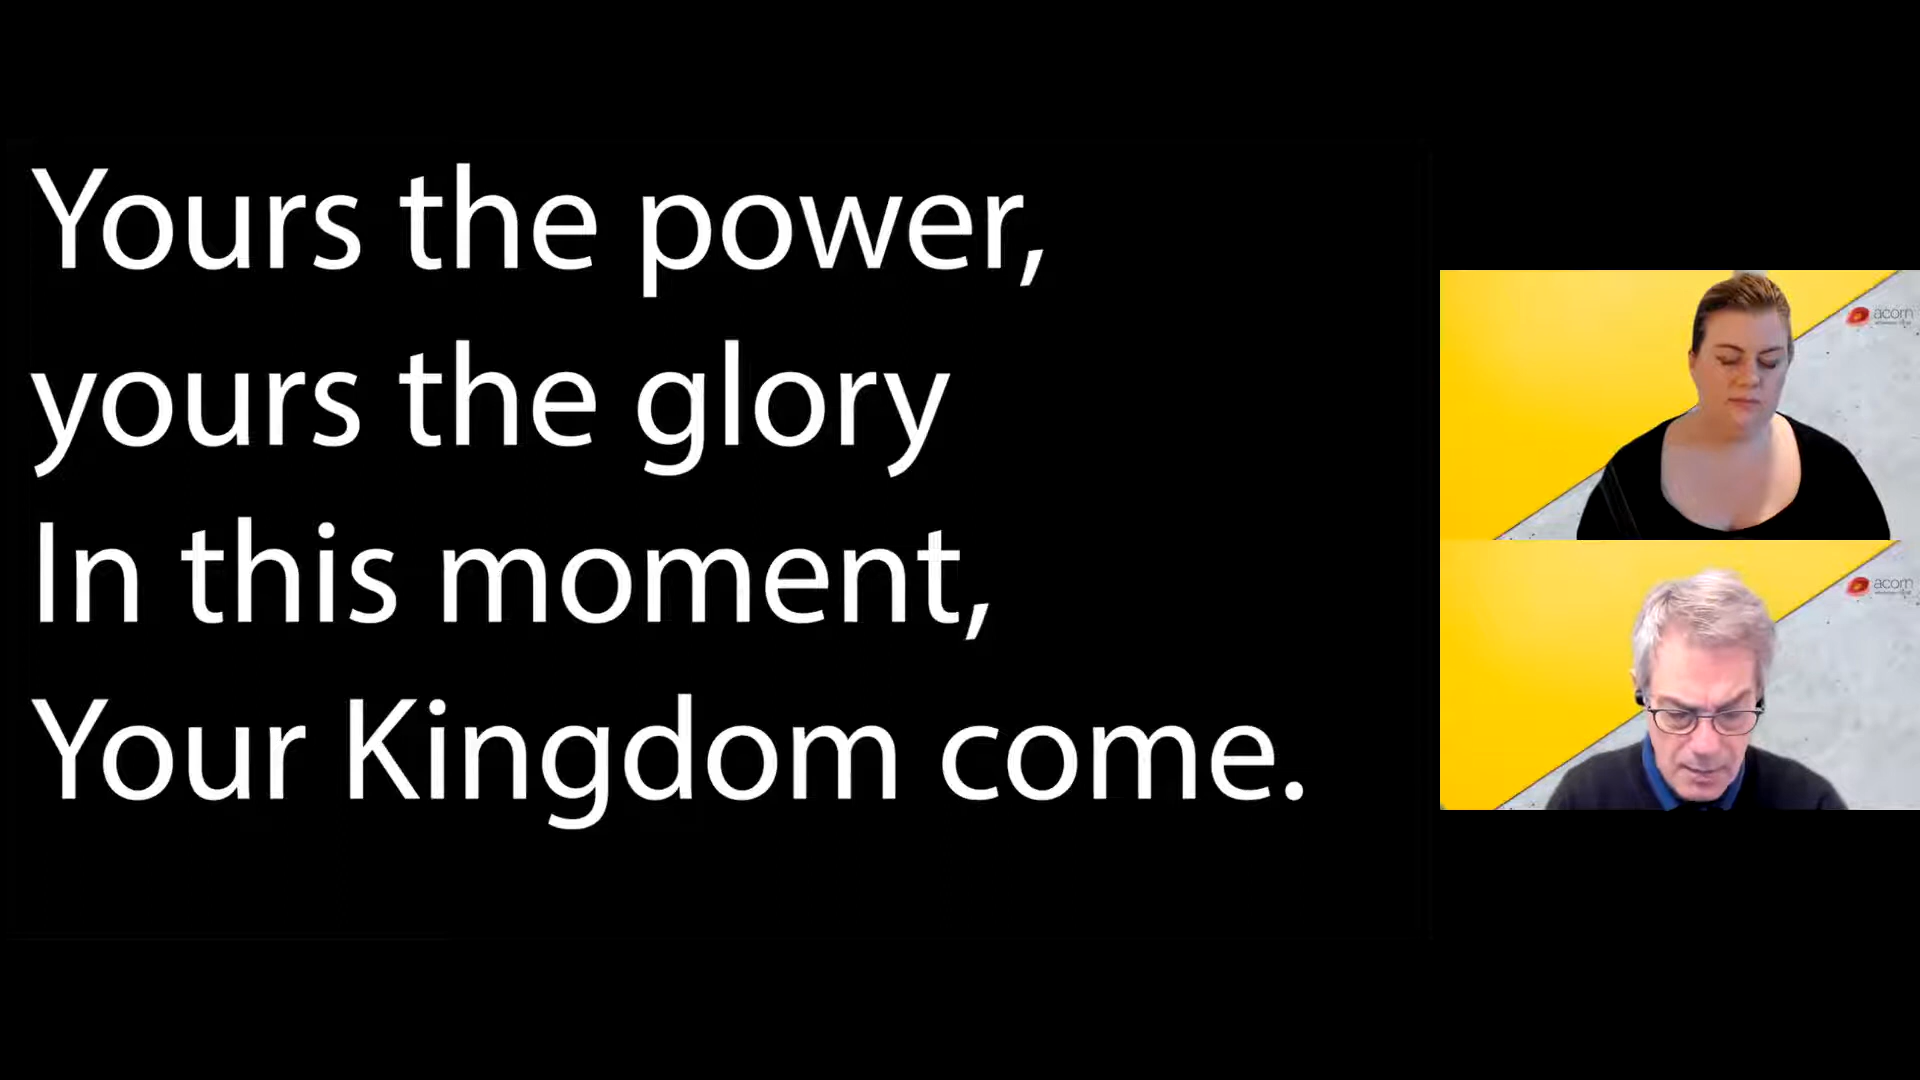 Yours the power,
yours the glory
In this moment,
Your Kingdom come.
acorn
acorn